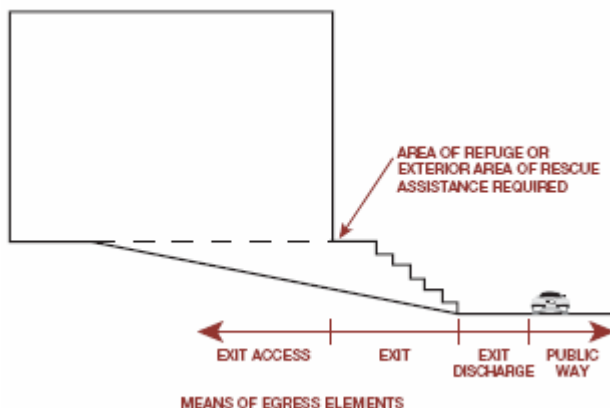 AREA OF REFUGE OR
EXTERIOR AREA OF RESCUE
ASSISTANCE REQUIRED
EXIT ACCESS
EXIT
EXIT
DISCHARGE
PUBLIC
WAY
MEANS OF EGRESS ELEMENTS